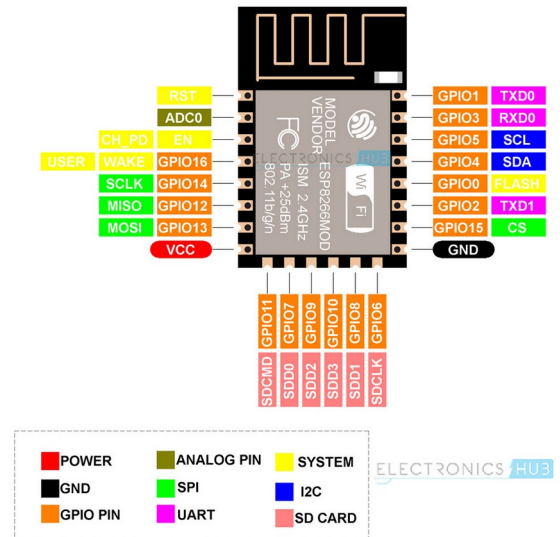 RST
ADC0
CH_PD EN
USER WAKE GPIO16
SCLK GPIO14
MISO GPIO12
MOSI GPIO13
VCC
MODEL
VENDOR
ESP8266MOD
ISM 2.4GHz
PA +25dBm
802.11b/g/n
FC
Wi Fi
ELECTRONICS HUB
GPIO1 TXD0
GPIO3 RXD0
GPIO5 SCL
GPIO4 SDA
GPIO0 FLASH
GPIO2 TXD1
GPIO15 CS
GND
GPIO11 SDCMD
GPIO7 SDD0
GPIO9 SDD2
GPIO10 SDD3
GPIO8 SDD1
GPIO6 SDCLK
POWER
GND
GPIO PIN
ANALOG PIN
SPI
UART
SYSTEM
I2C
SD CARD
ELECTRONICS HUB